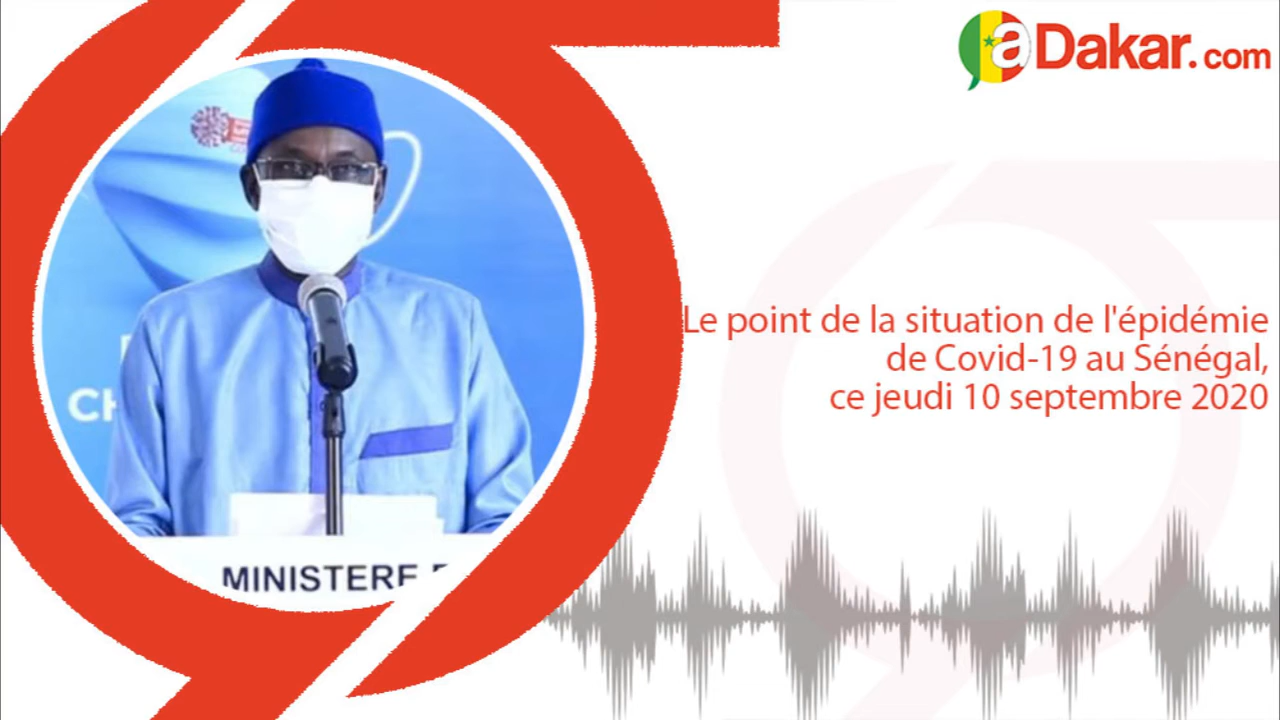 aDakar.com
Le point de la situation de l'épidémie
de Covid-19 au Sénégal,
ce jeudi 10 septembre 2020
CH
MINISTERE